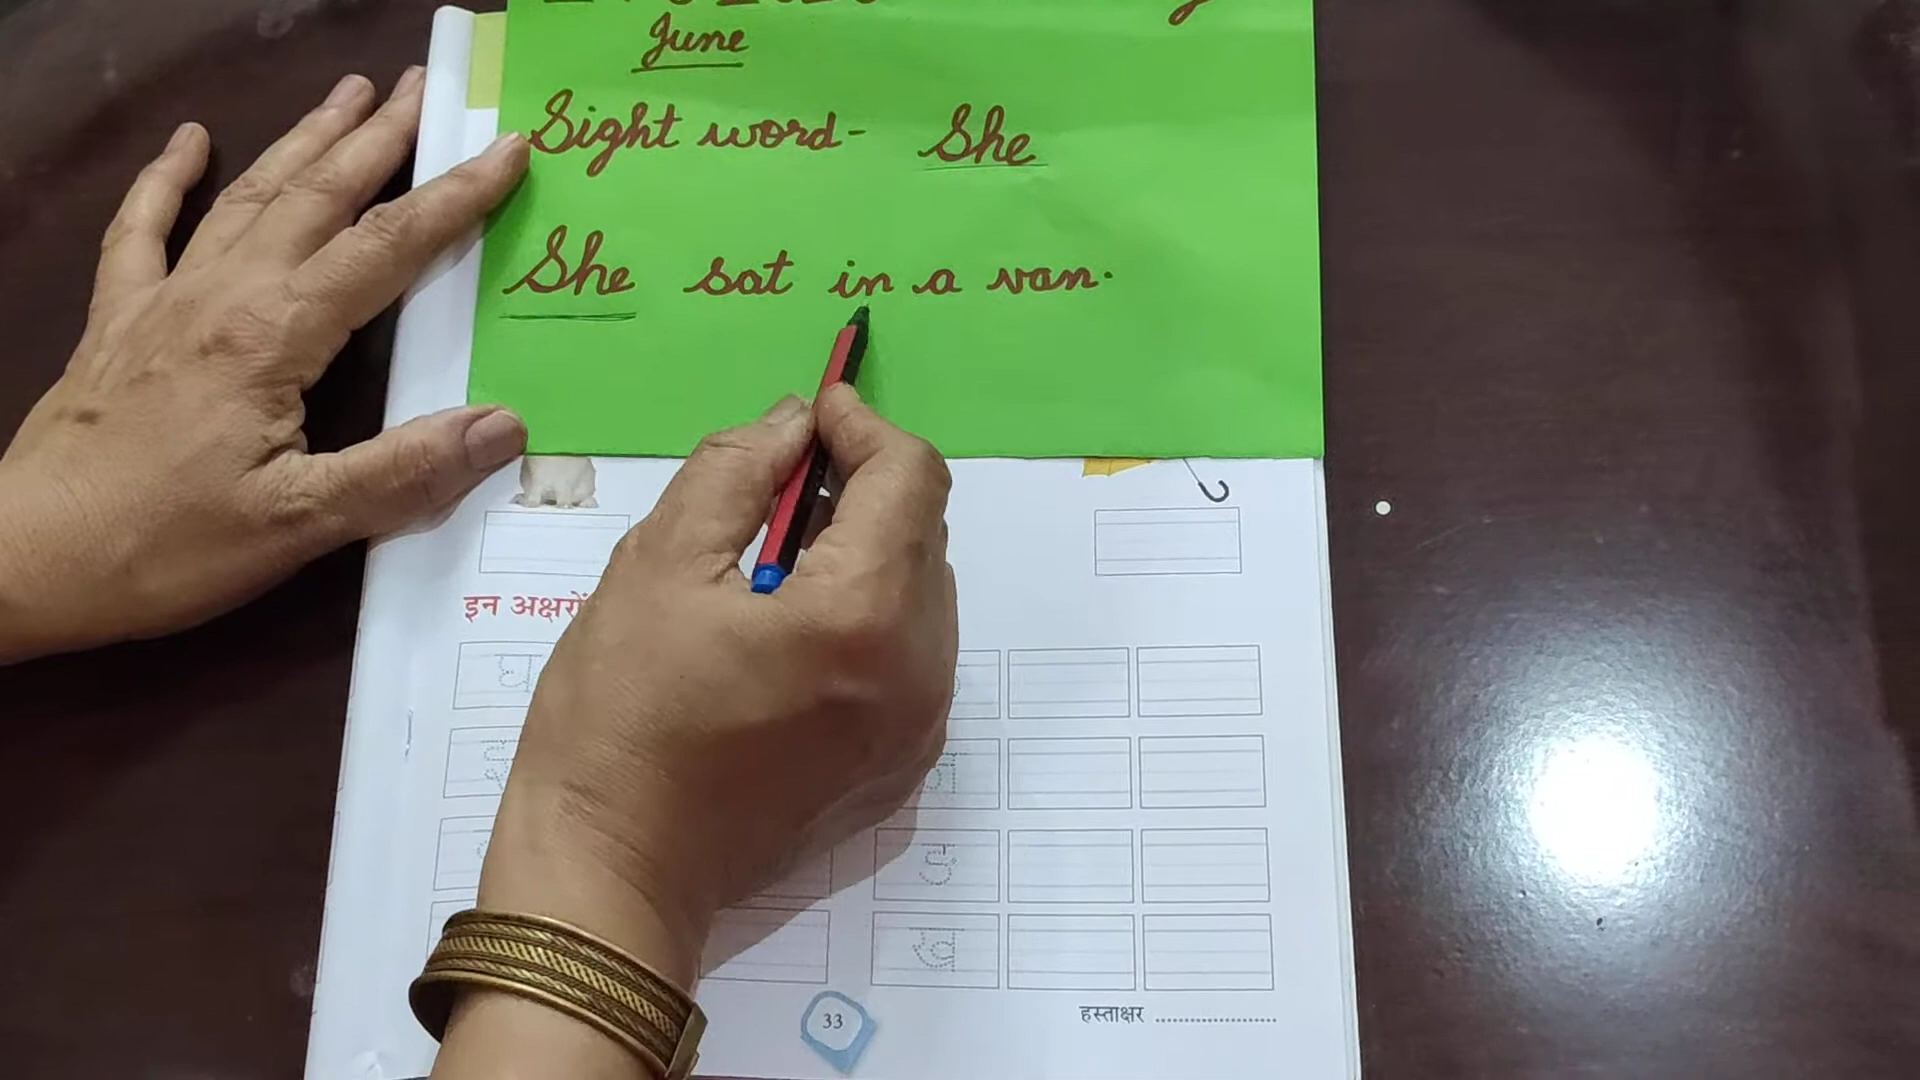 June
Sight word- She
She sat in a van.
इन अक्षरों
घ
ख
33
हस्ताक्षर ......................